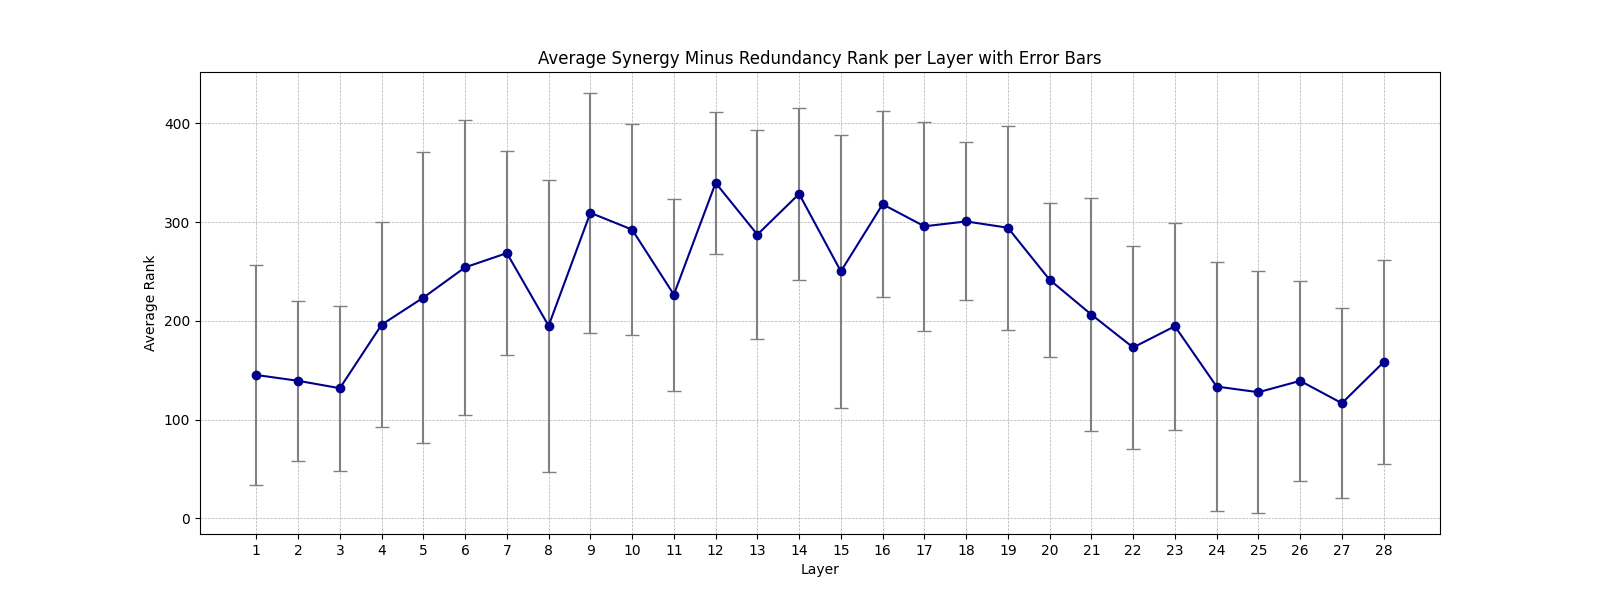 Average Synergy Minus Redundancy Rank per Layer with Error Bars
400
300
200
100
0
Average Rank
1 2 3 4 5 6 7 8 9 10 11 12 13 14 15 16 17 18 19 20 21 22 23 24 25 26 27 28
Layer